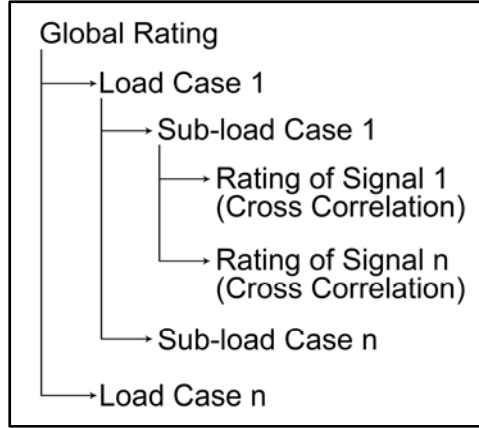 Global Rating
Load Case 1
Sub-load Case 1
Rating of Signal 1
(Cross Correlation)
Rating of Signal n
(Cross Correlation)
Sub-load Case n
Load Case n